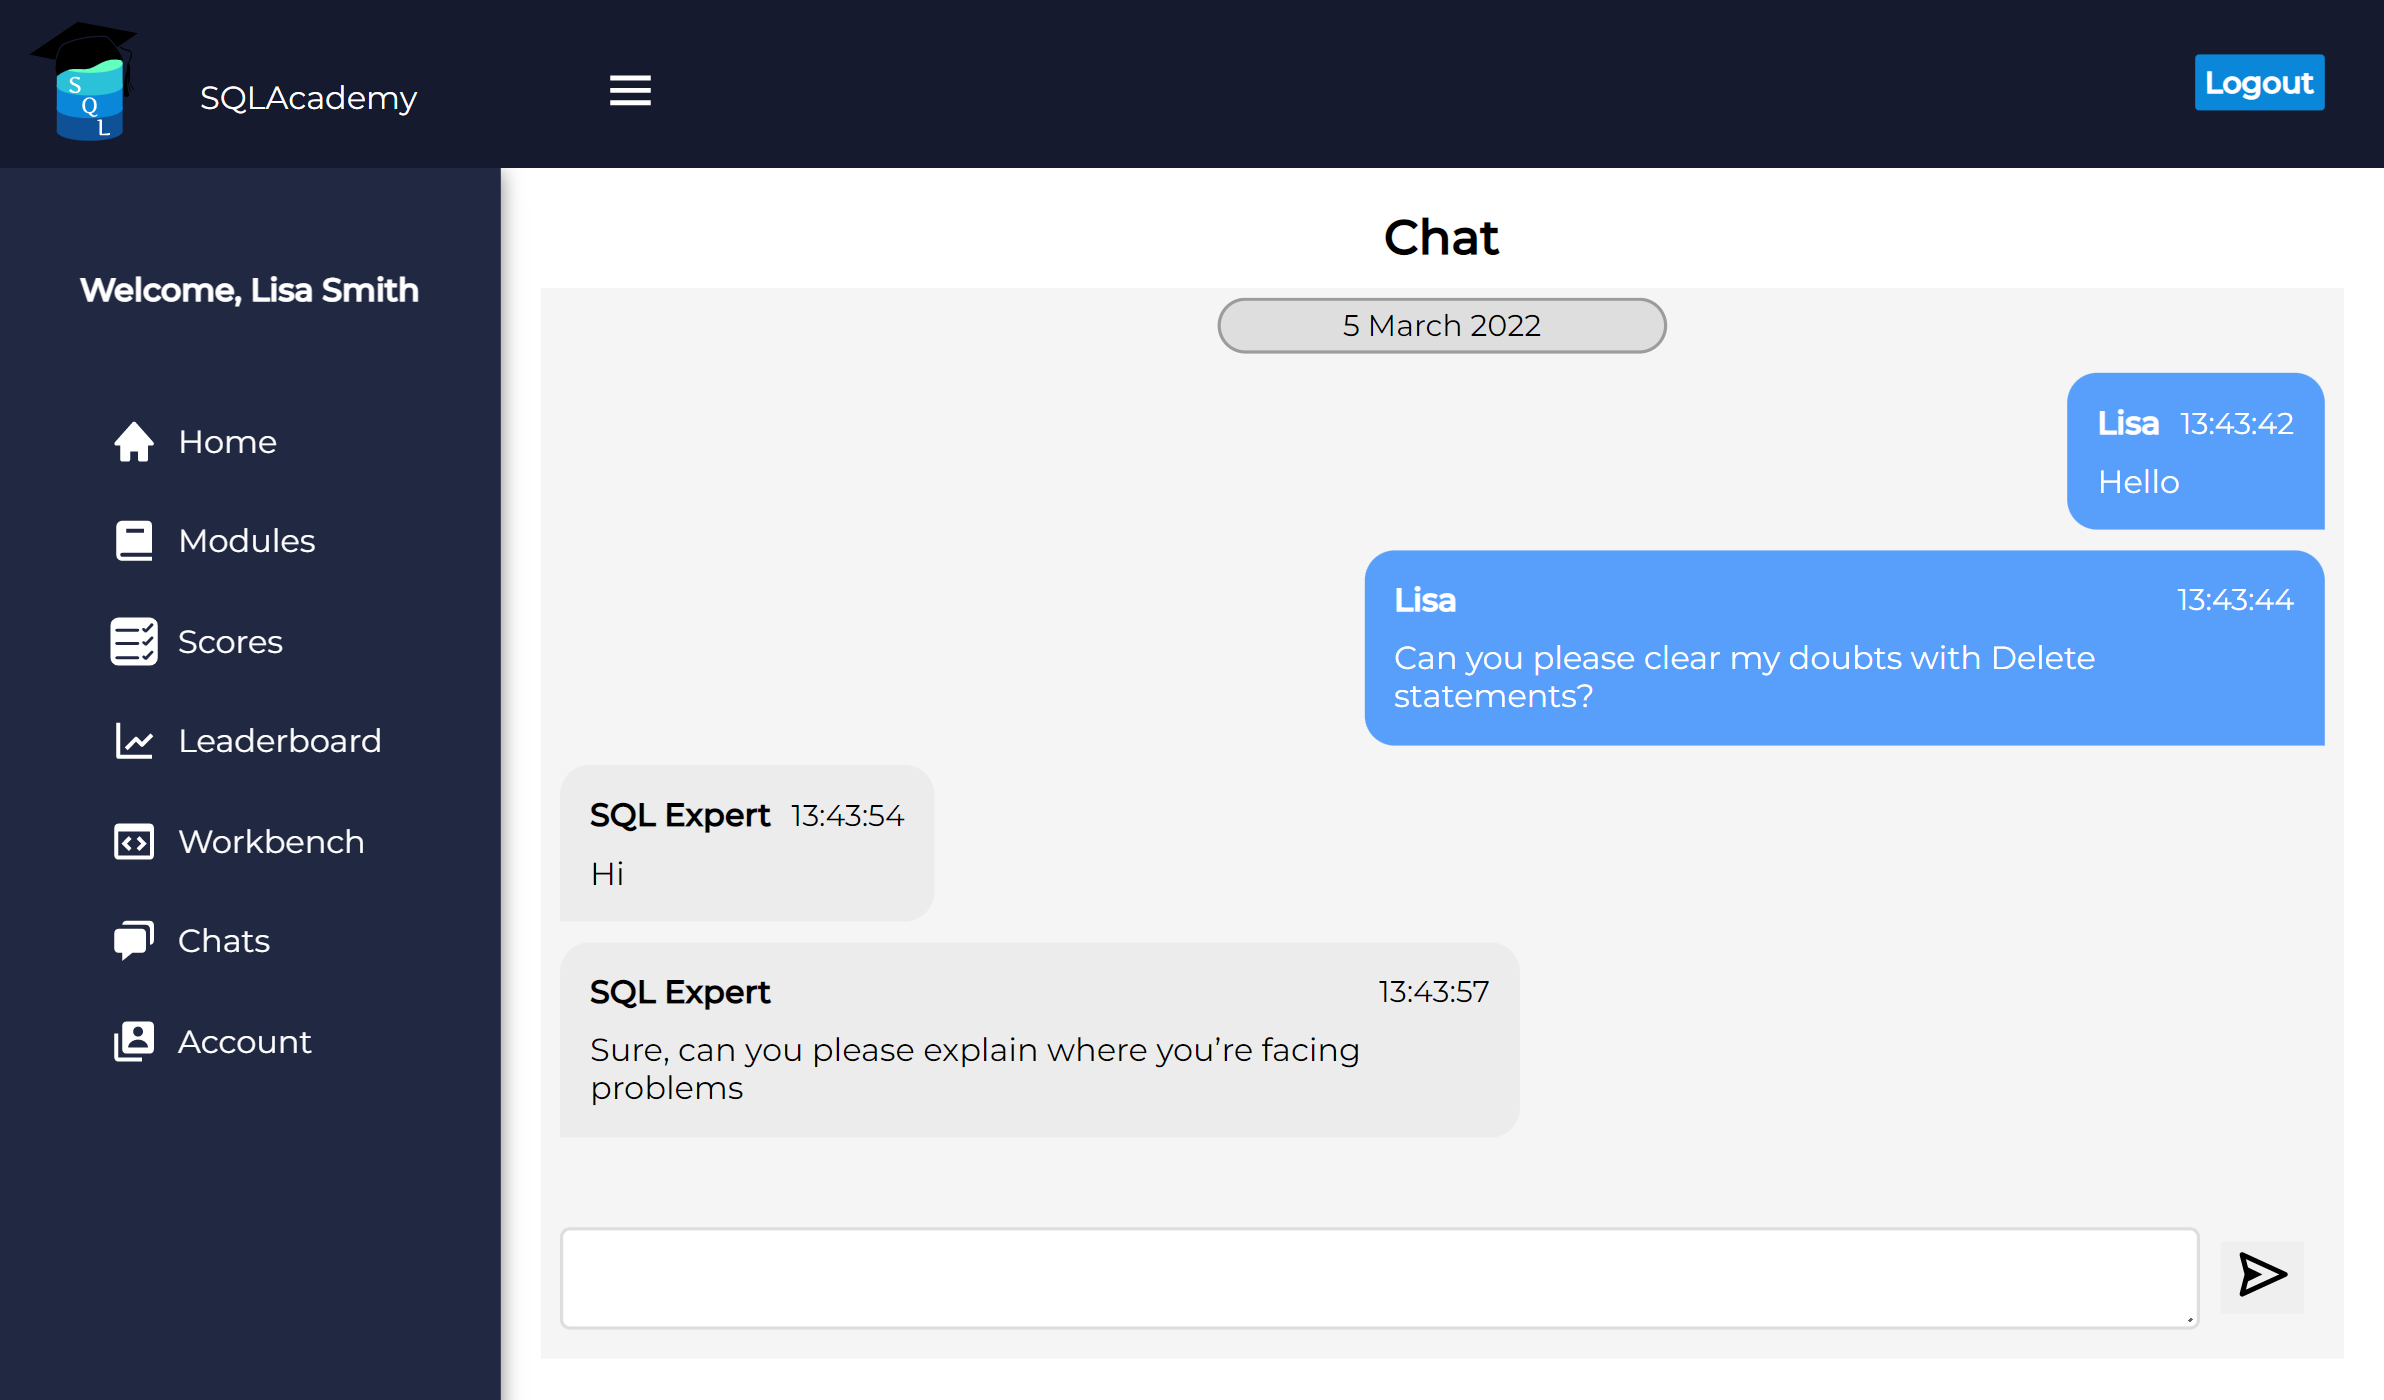 S
Q
L
SQLAcademy
Logout
Welcome, Lisa Smith
Home
Modules
Scores
Leaderboard
Workbench
Chats
Account
Chat
5 March 2022
Lisa 13:43:42
Hello
Lisa 13:43:44
Can you please clear my doubts with Delete
statements?
SQL Expert 13:43:54
Hi
SQL Expert 13:43:57
Sure, can you please explain where you’re facing
problems